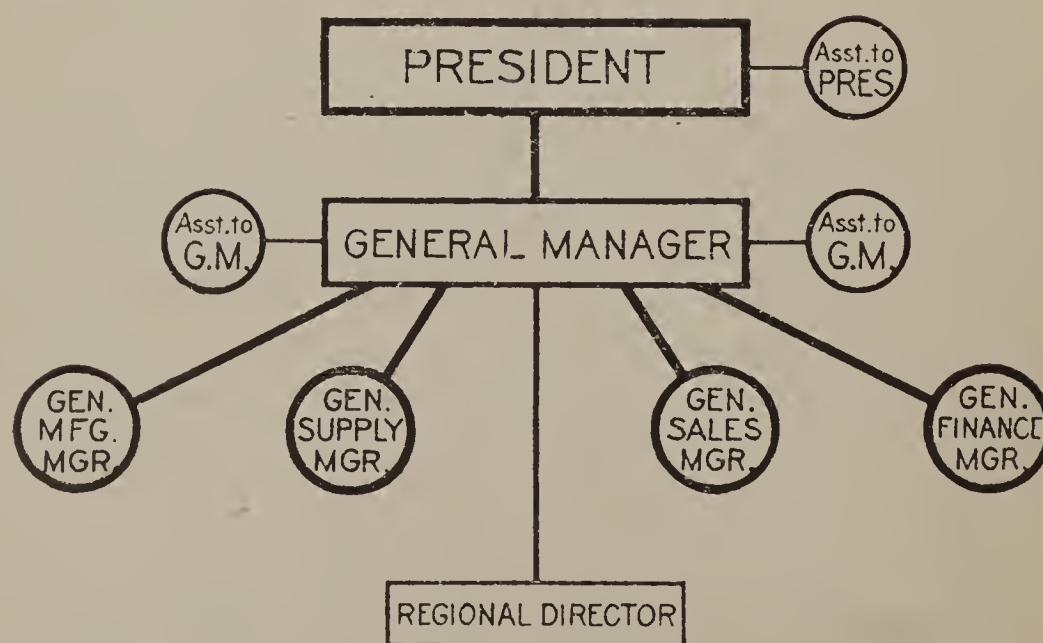 PRESIDENT
Asst.to
PRES
Asst.to
G.M.
GENERAL MANAGER
Asst.to
G.M.
GEN.
MFG.
MGR.
GEN.
SUPPLY
MGR.
GEN.
SALES
MGR.
GEN.
FINANCE
MGR.
REGIONAL DIRECTOR